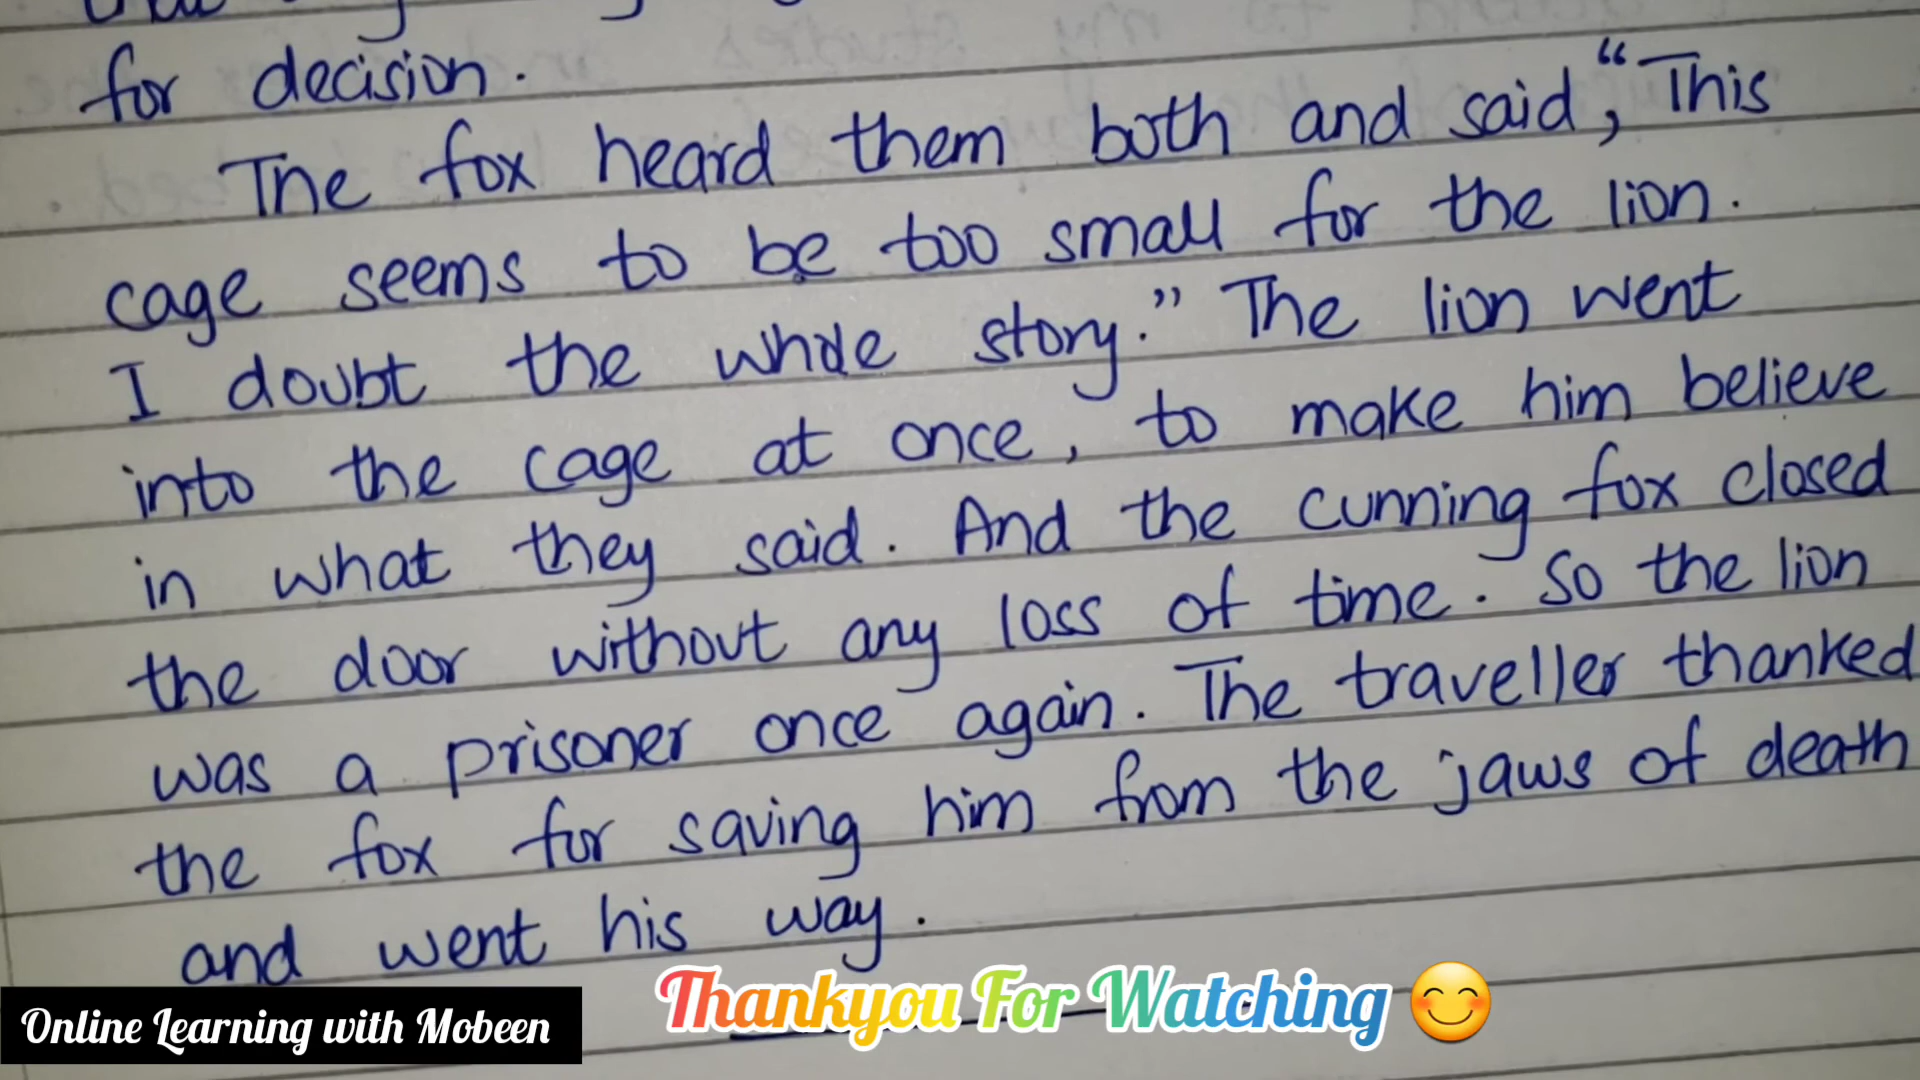 for decision.
The fox heard them both and said, "This
cage seems to be too small for the lion.
I doubt the whole story." The lion went
into the cage at once, to make him believe
in what they said. And the cunning fox closed
the door without any loss of time. So the lion
was a prisoner once again. The traveller thanked
the fox for saving him from the jaws of death
and went his way.
Thankyou For Watching 😊
Online Learning with Mobeen